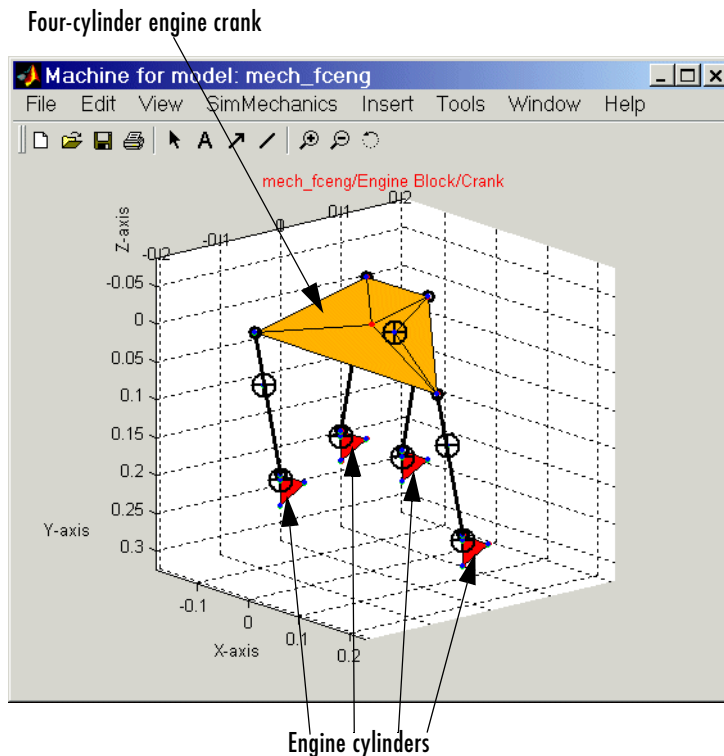 Four-cylinder engine crank
Machine for model: mech_fceng
File Edit View SimMechanics Insert Tools Window Help
A
mech_fceng/Engine Block/Crank
Z-axis
-0.2
-0.1
0
0.1
0.2
-0.05
0
0.05
0.1
0.15
0.2
0.25
0.3
Y-axis
-0.1
0
0.1
0.2
X-axis
Engine cylinders